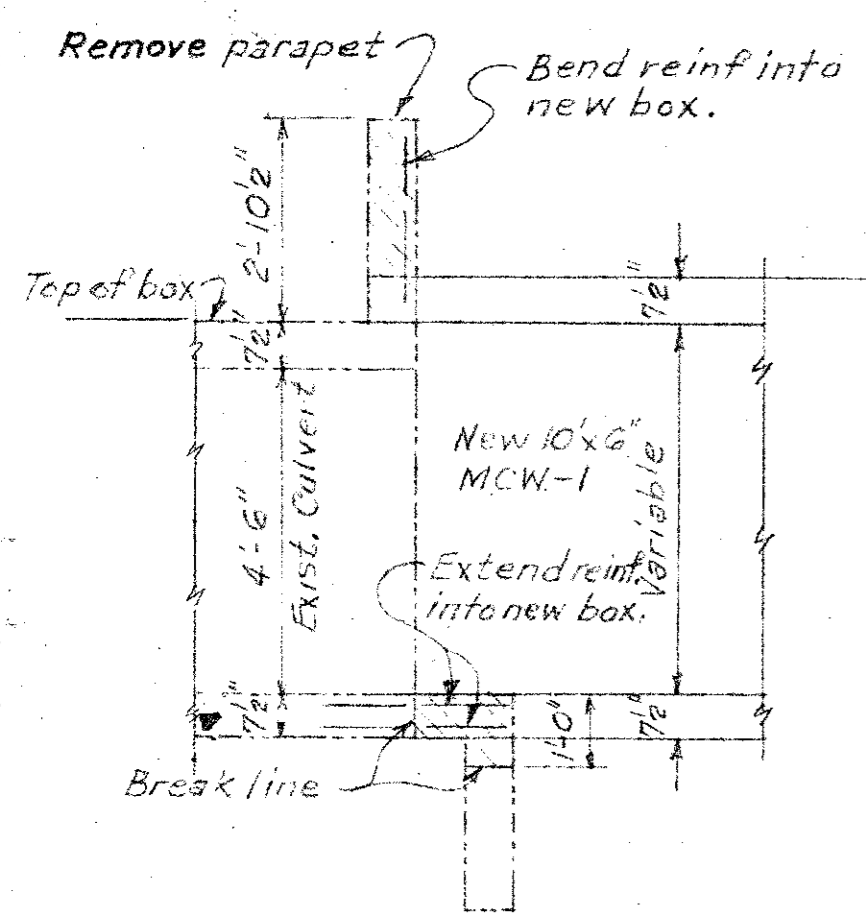 Remove parapet
Bend reinf into
new box.
2'-10½"
Top of box
7½"
7½"
4'-6"
Exist. Culvert
New 10'x6"
M.C.W.-1
Variable
Extend reinf.
into new box.
7½"
1'-0"
7½"
Break line